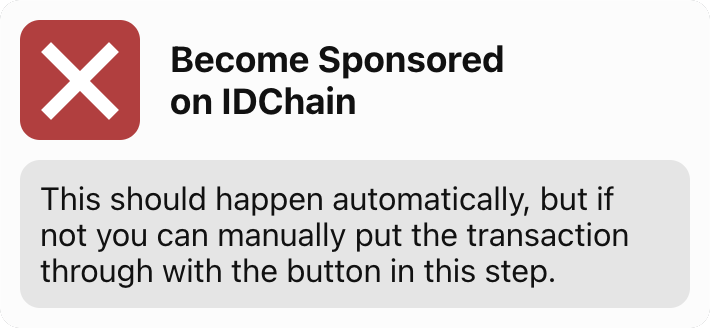 Become Sponsored
on IDChain
This should happen automatically, but if
not you can manually put the transaction
through with the button in this step.